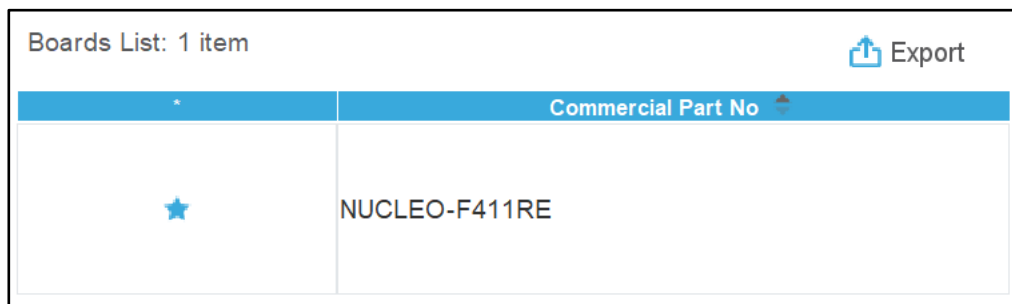 Boards List: 1 item
Export
* Commercial Part No
NUCLEO-F411RE